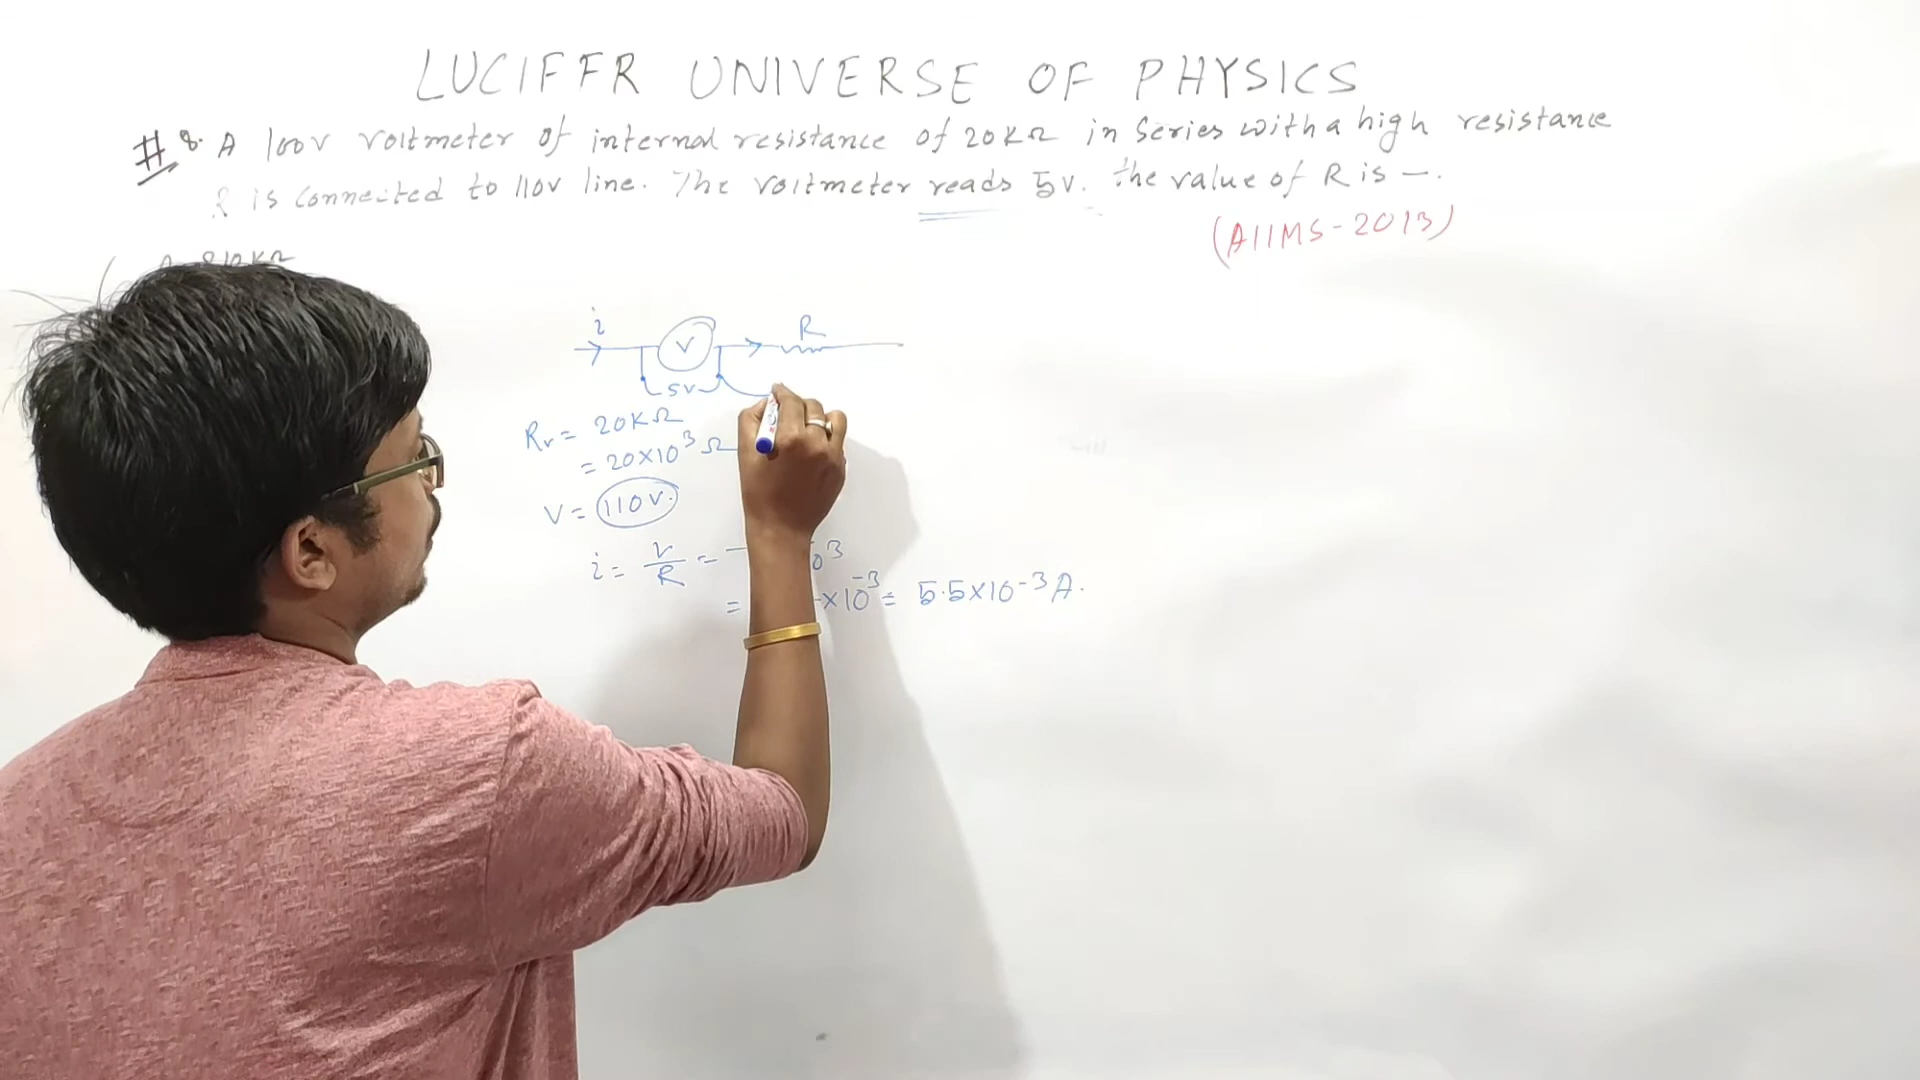 LUCIFFR UNIVERSE OF PHYSICS
# 8. A 100V voltmeter of internal resistance of 20KΩ in series with a high resistance
R is connected to 110V line. The voltmeter reads 5V. the value of R is —.
(AIIMS-2013)
i V R
5V
Rv = 20KΩ
= 20×10³ Ω
V = 110V.
i = V/R =
= ×10⁻³ = 5.5×10⁻³A.